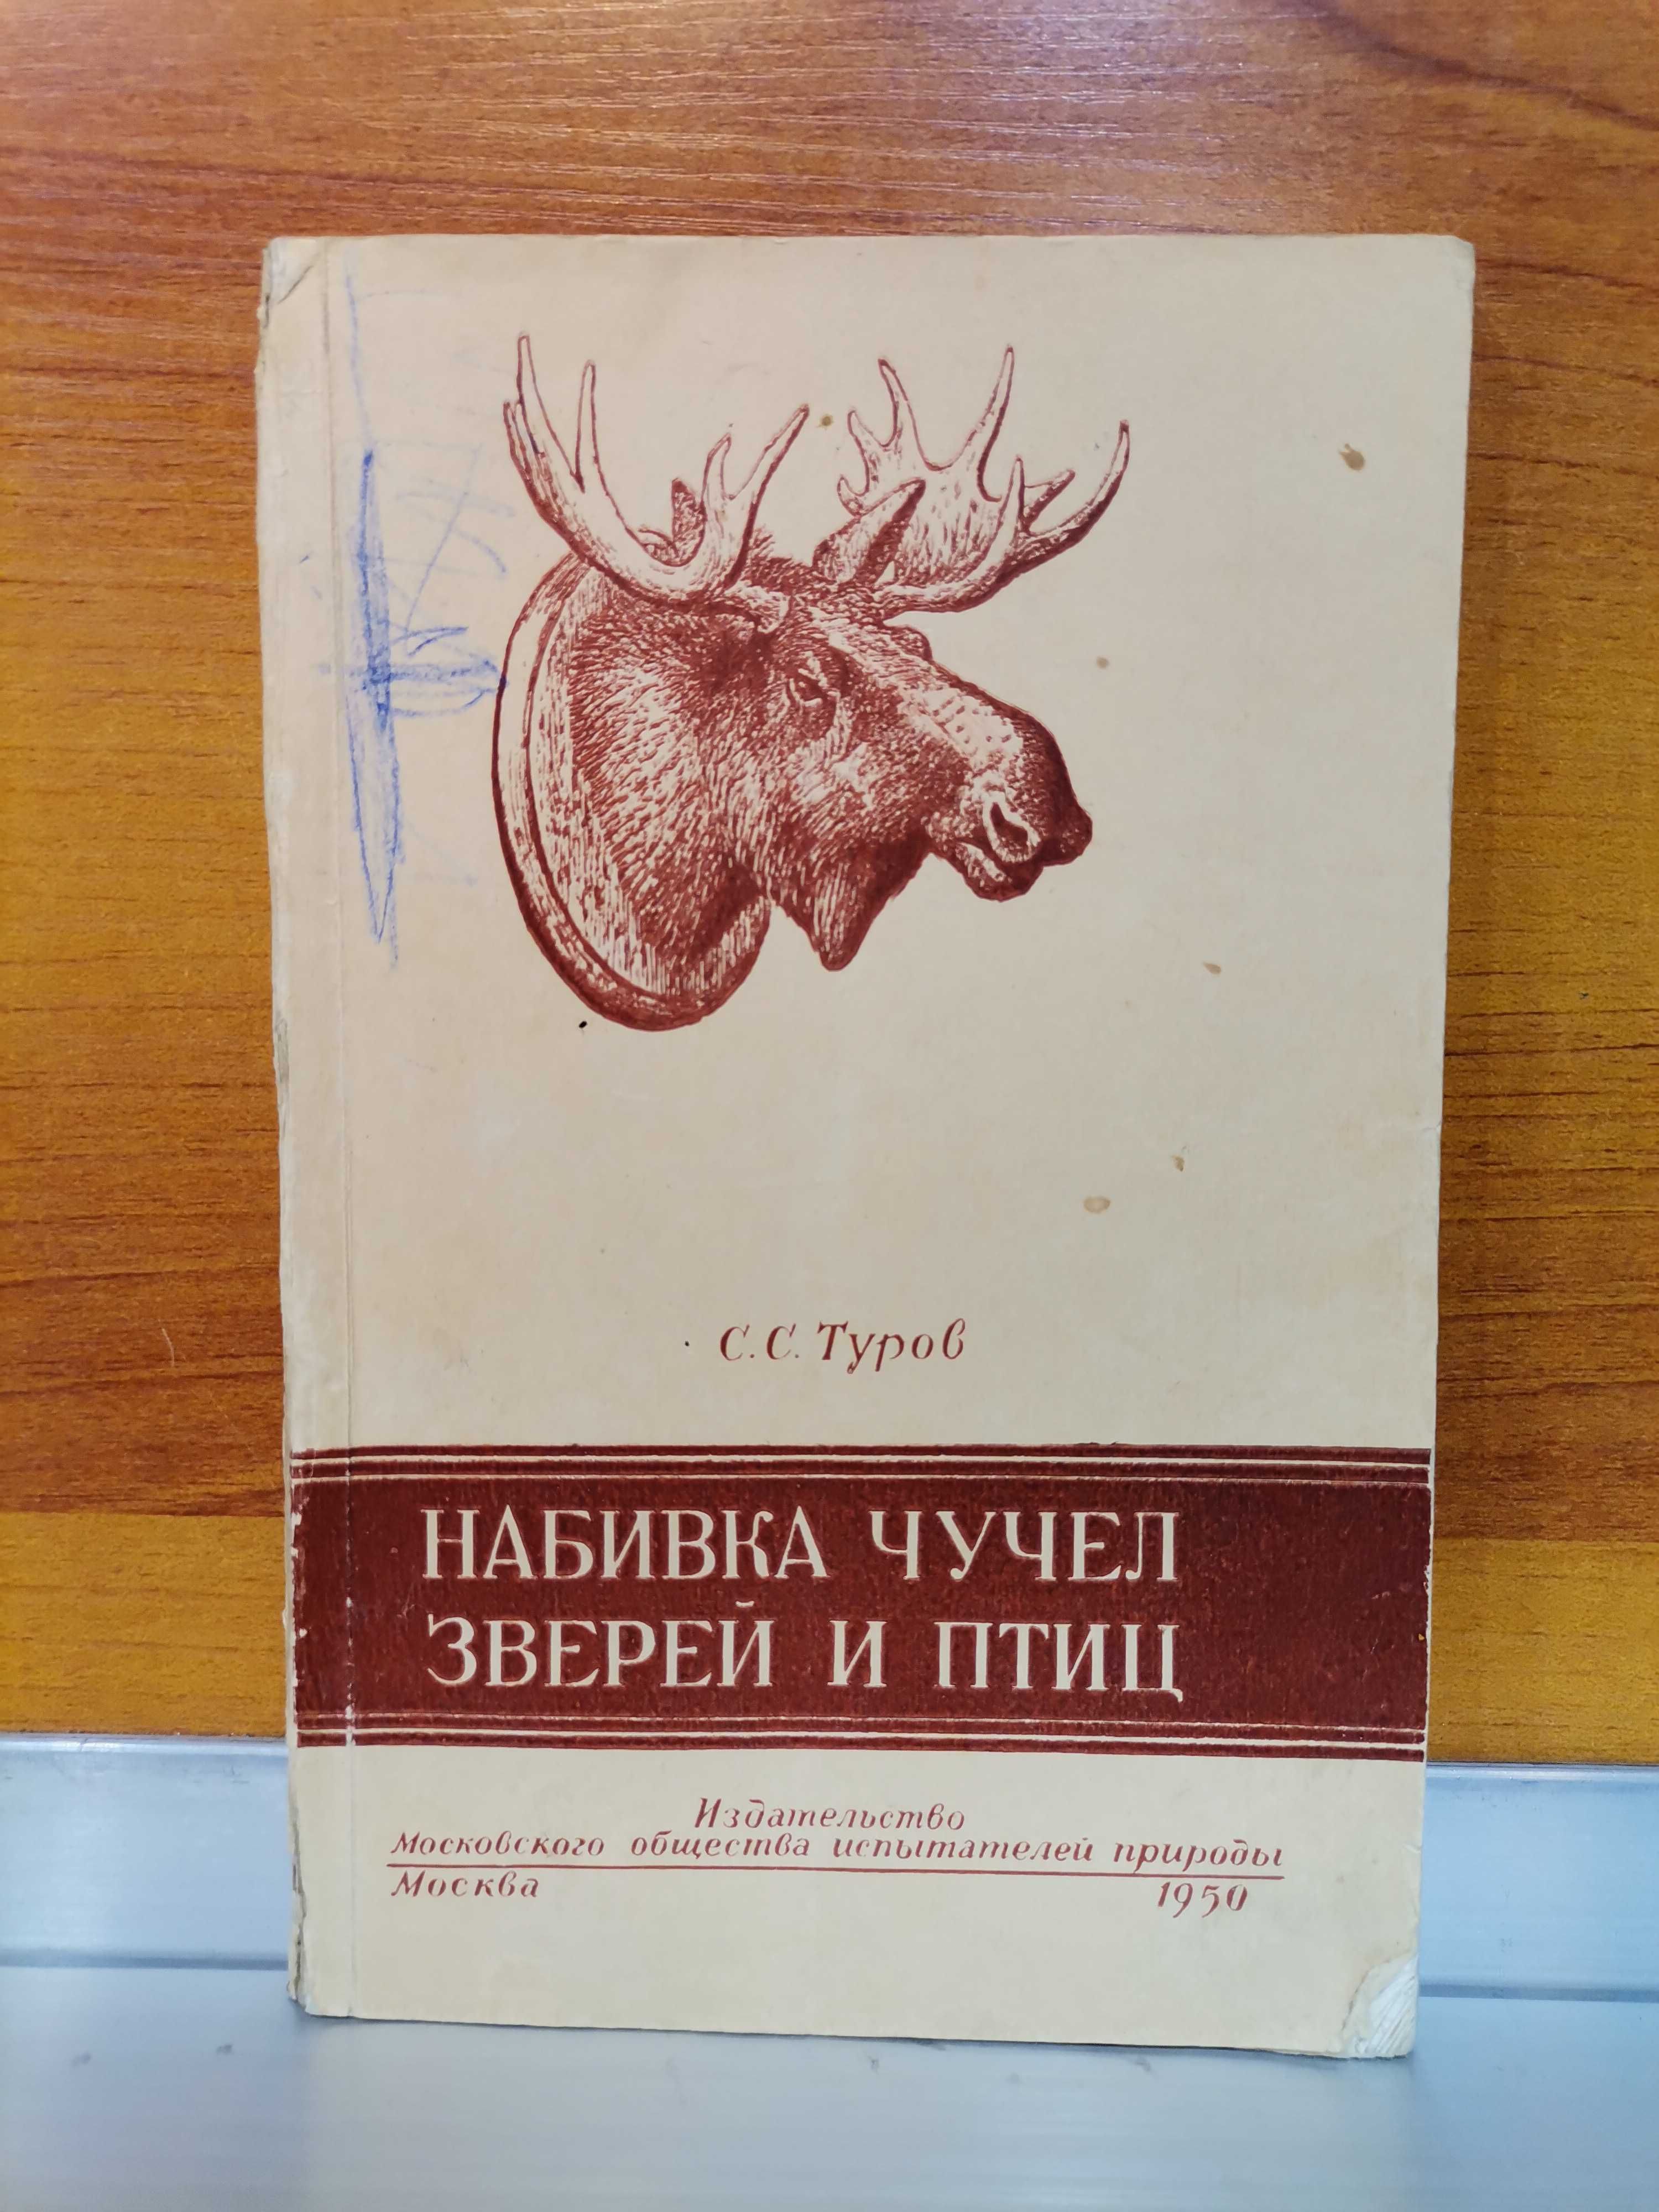 С.С. Туров
НАБИВКА ЧУЧЕЛ
ЗВЕРЕЙ И ПТИЦ
Издательство
Московского общества испытателей природы
Москва 1950